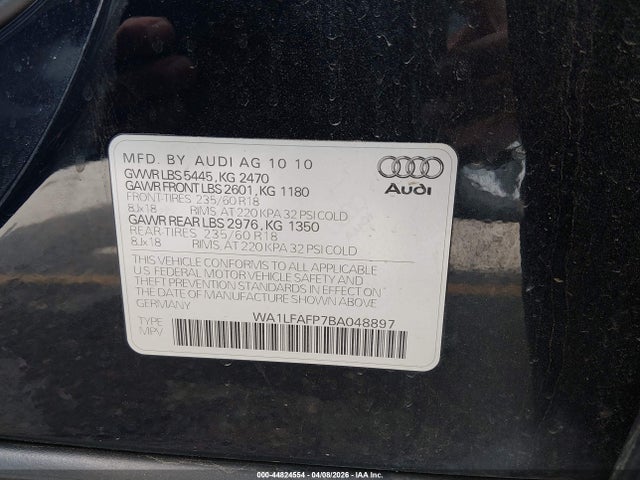 MFD. BY AUDI AG 10 10
GVWR LBS 5445, KG 2470
GAWR FRONT LBS 2601, KG 1180
FRONT-TIRES 235/60 R18
8Jx18 RIMS, AT 220 KPA 32 PSI COLD
GAWR REAR LBS 2976, KG 1350
REAR-TIRES 235/60 R18
8Jx18 RIMS, AT 220 KPA 32 PSI COLD
Audi
THIS VEHICLE CONFORMS TO ALL APPLICABLE
U.S. FEDERAL MOTOR VEHICLE SAFETY AND
THEFT PREVENTION STANDARDS IN EFFECT ON
THE DATE OF MANUFACTURE SHOWN ABOVE.
GERMANY
TYPE: WA1LFAFP7BA048897
MPV
000-44824554 - 04/08/2026 - Copyright © IAA, Inc.